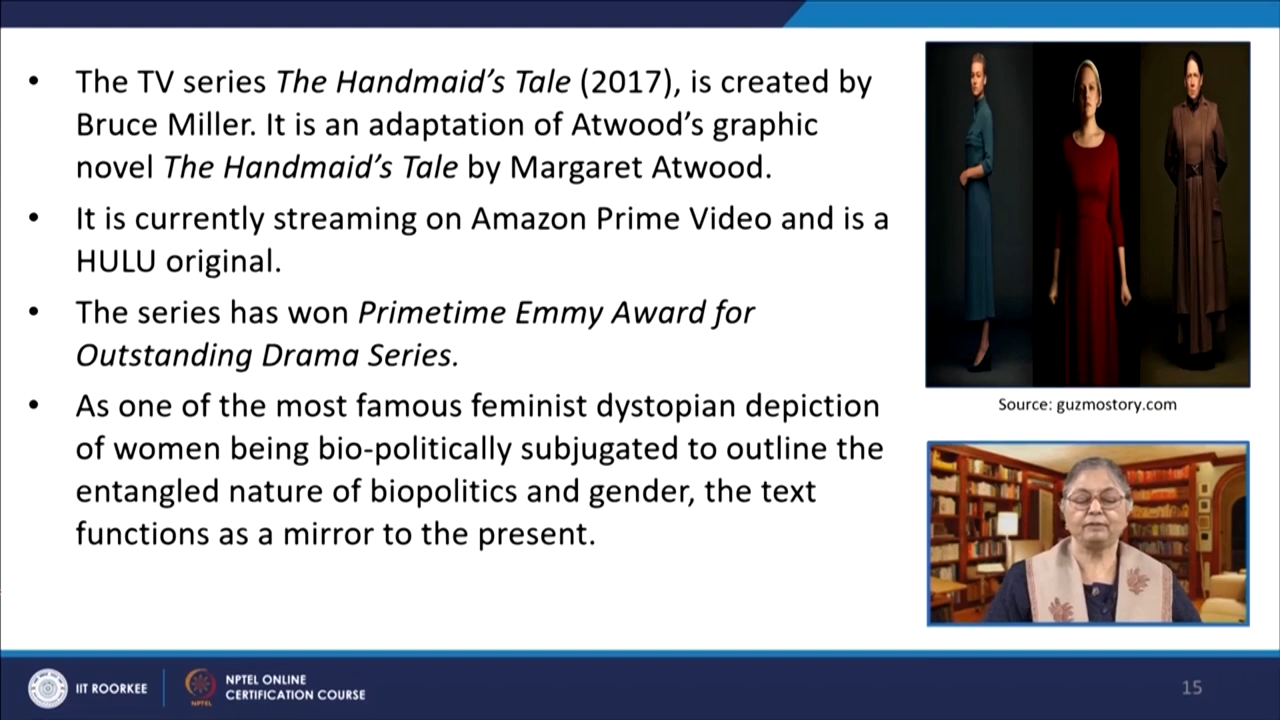 • The TV series The Handmaid’s Tale (2017), is created by
Bruce Miller. It is an adaptation of Atwood’s graphic
novel The Handmaid’s Tale by Margaret Atwood.
• It is currently streaming on Amazon Prime Video and is a
HULU original.
• The series has won Primetime Emmy Award for
Outstanding Drama Series.
• As one of the most famous feminist dystopian depiction
of women being bio-politically subjugated to outline the
entangled nature of biopolitics and gender, the text
functions as a mirror to the present.
Source: guzmostory.com
IIT ROORKEE
NPTEL
NPTEL ONLINE
CERTIFICATION COURSE
15